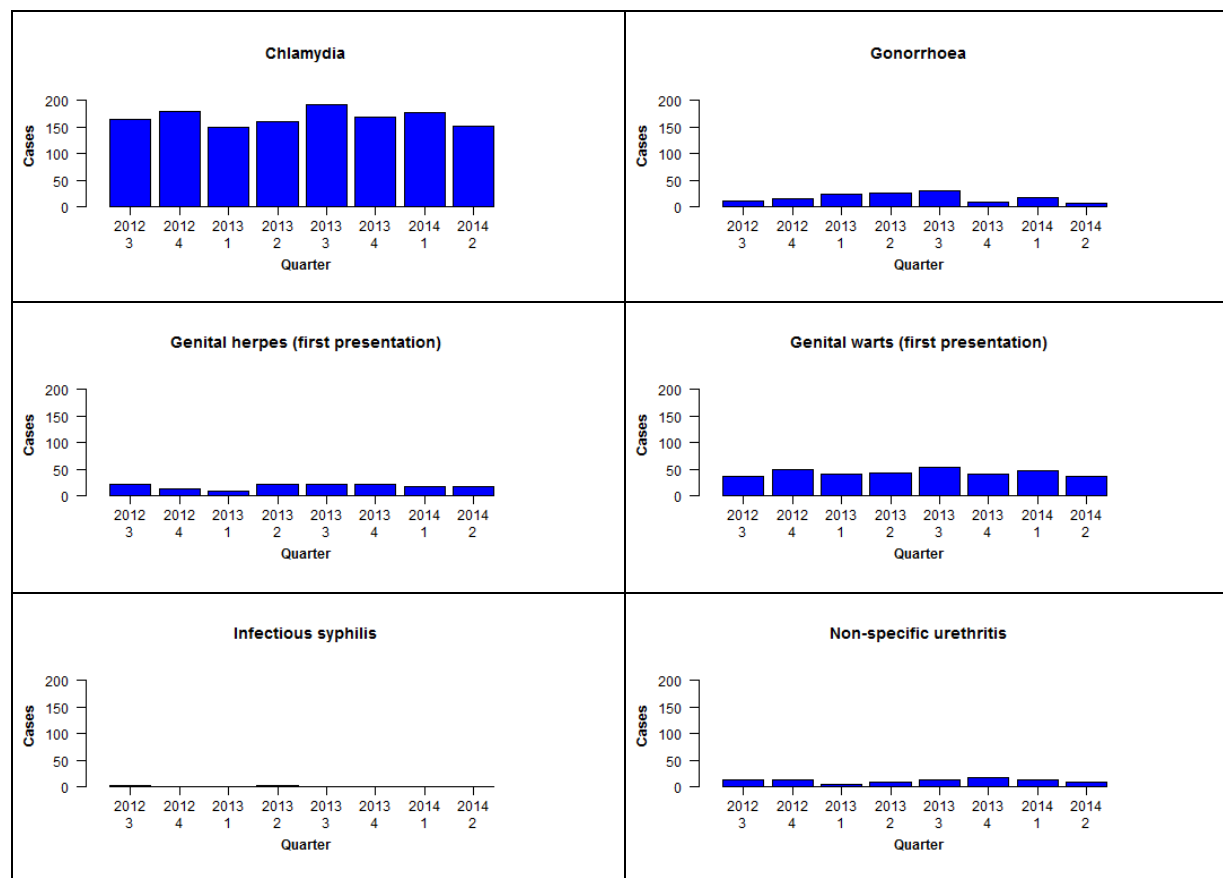 Chlamydia
200
150
100
50
0
Cases
2012 2012 2013 2013 2013 2013 2014 2014
3 4 1 2 3 4 1 2
Quarter
Gonorrhoea
200
150
100
50
0
Cases
2012 2012 2013 2013 2013 2013 2014 2014
3 4 1 2 3 4 1 2
Quarter
Genital herpes (first presentation)
200
150
100
50
0
Cases
2012 2012 2013 2013 2013 2013 2014 2014
3 4 1 2 3 4 1 2
Quarter
Genital warts (first presentation)
200
150
100
50
0
Cases
2012 2012 2013 2013 2013 2013 2014 2014
3 4 1 2 3 4 1 2
Quarter
Infectious syphilis
200
150
100
50
0
Cases
2012 2012 2013 2013 2013 2013 2014 2014
3 4 1 2 3 4 1 2
Quarter
Non-specific urethritis
200
150
100
50
0
Cases
2012 2012 2013 2013 2013 2013 2014 2014
3 4 1 2 3 4 1 2
Quarter